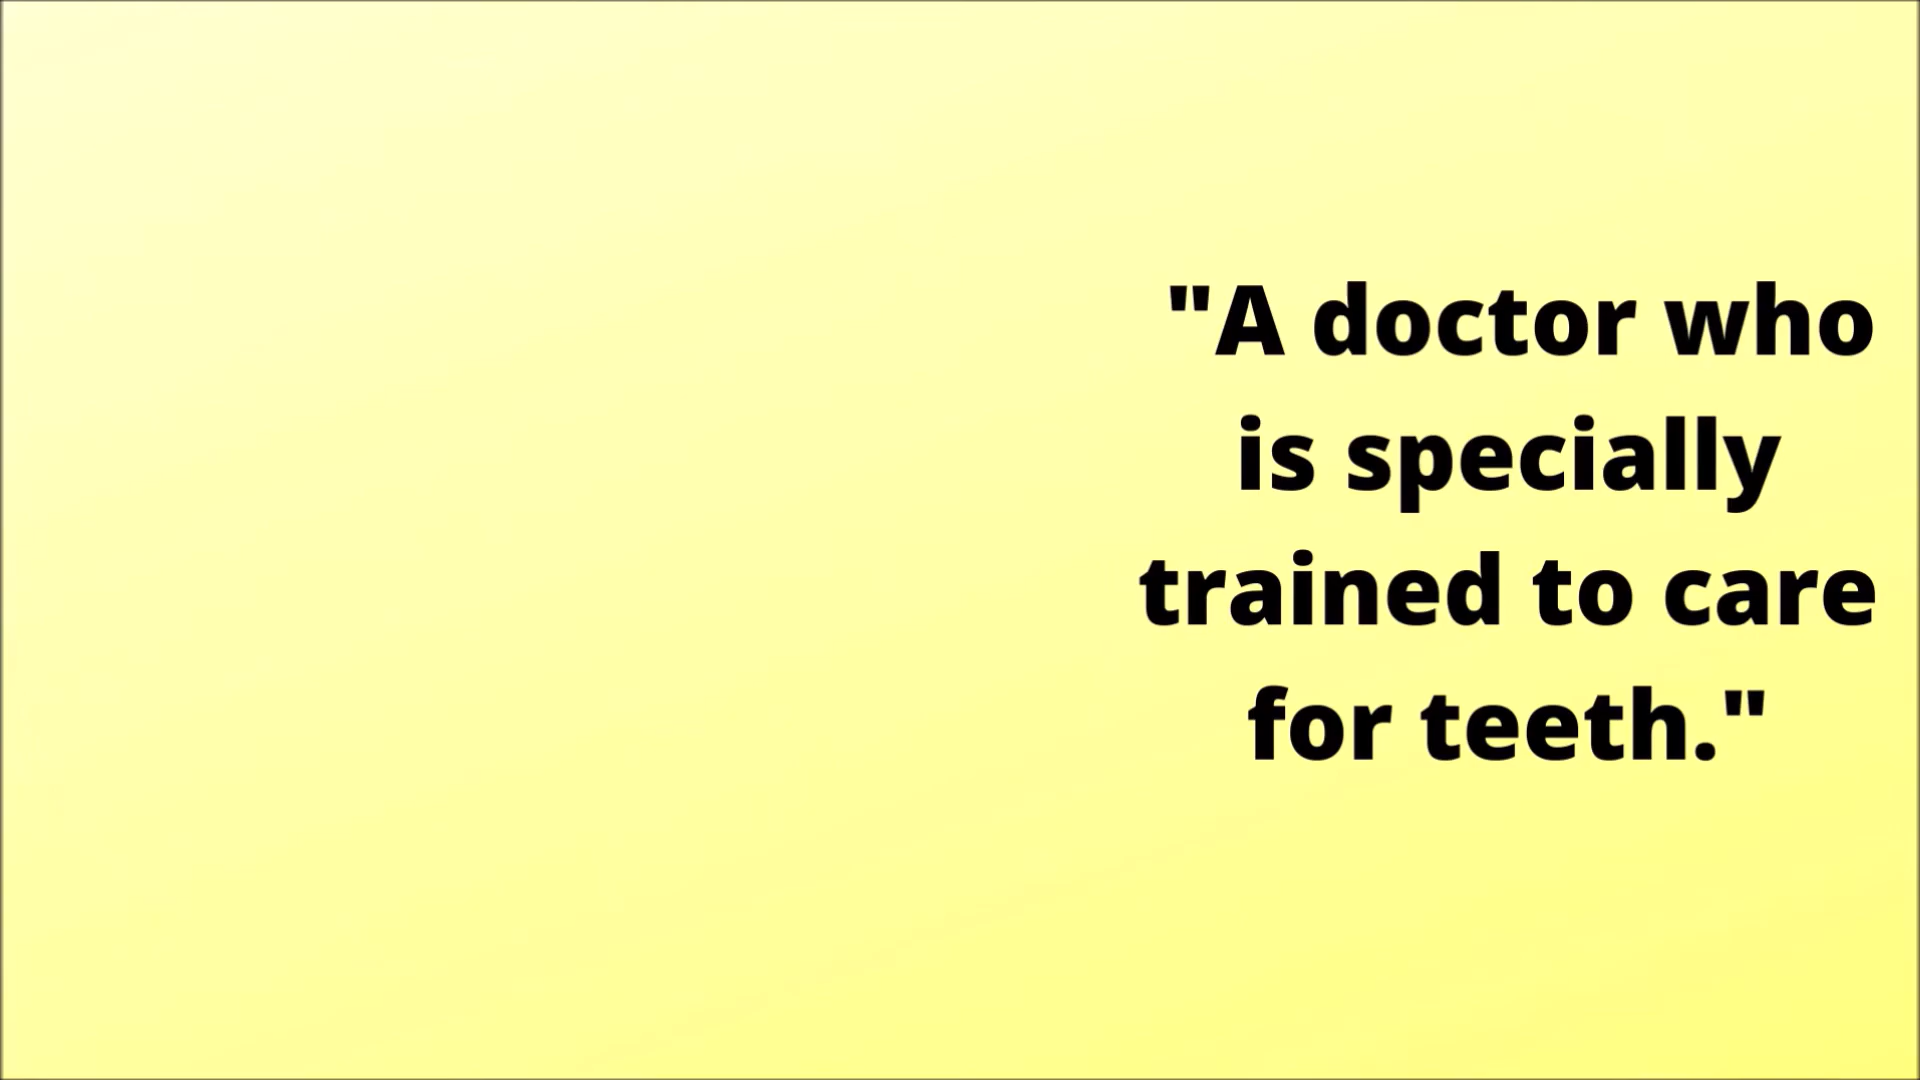 "A doctor who
is specially
trained to care
for teeth."